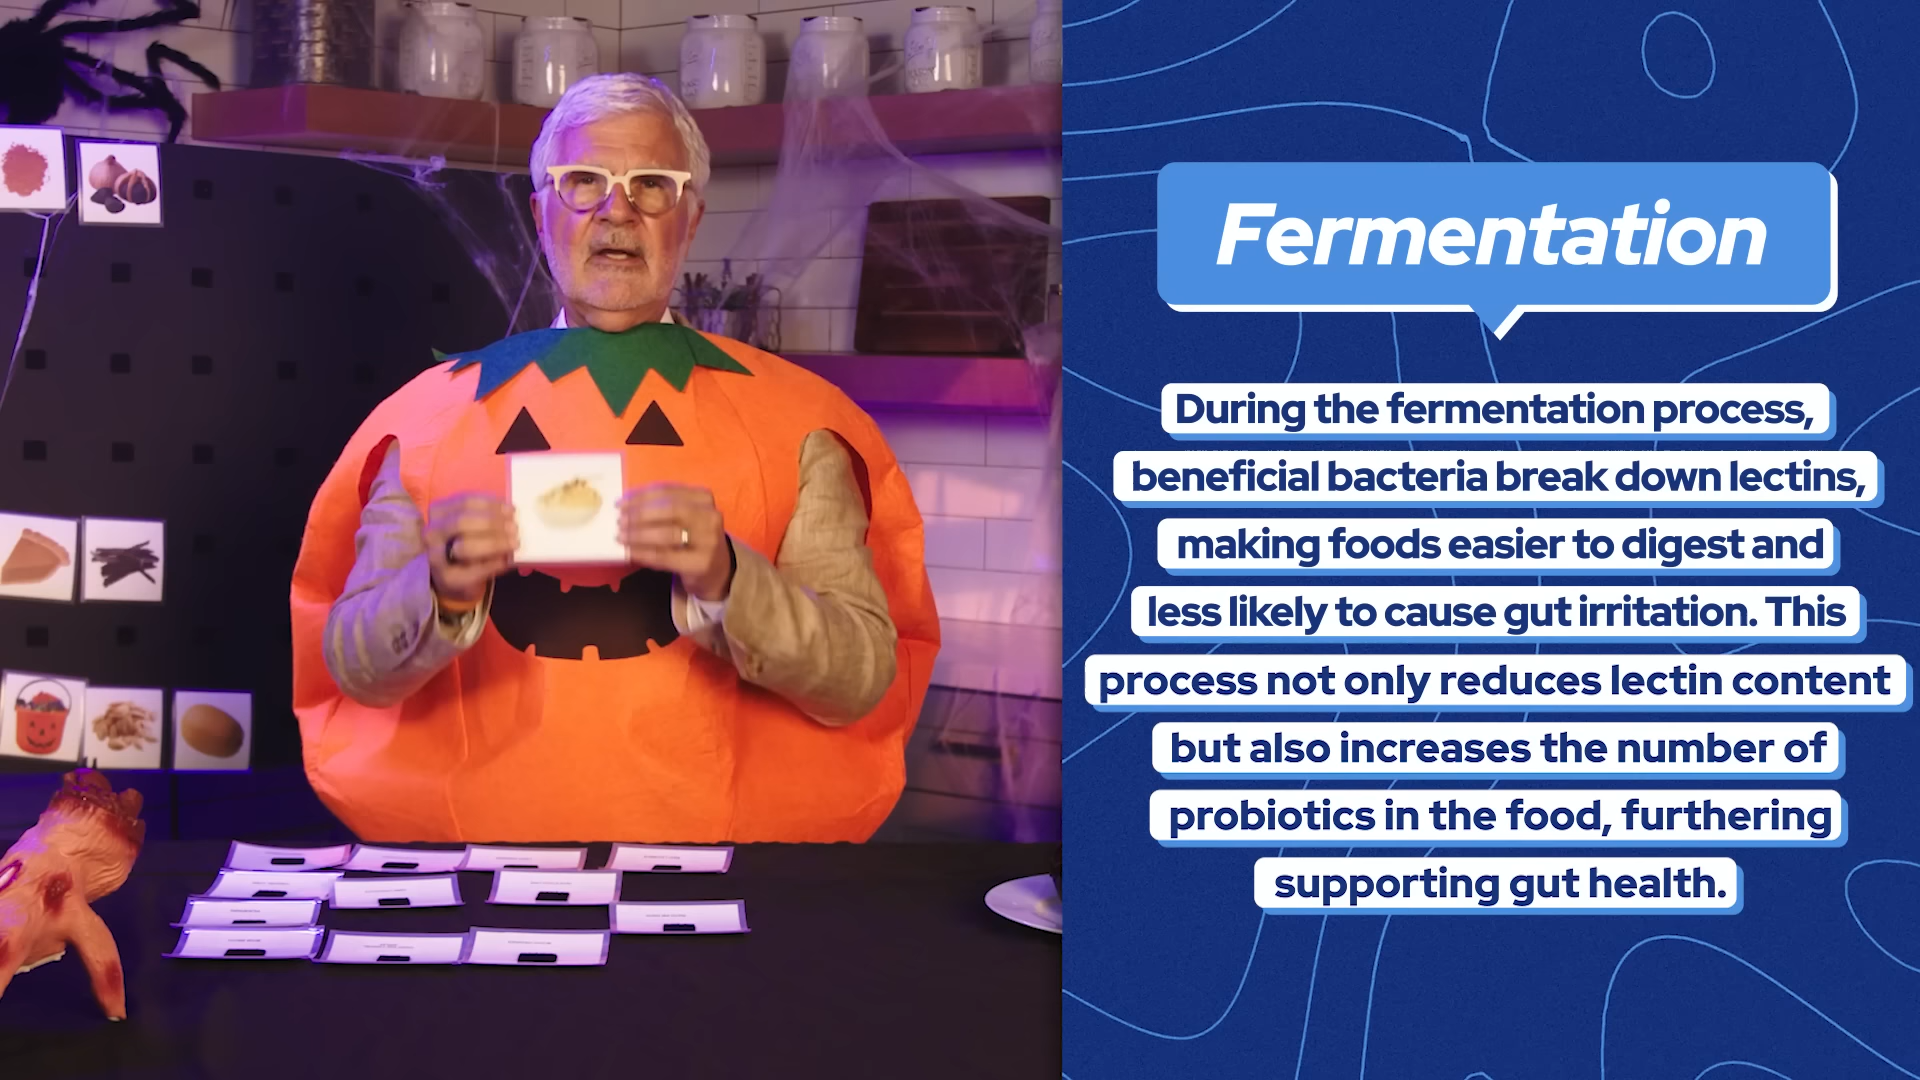 Fermentation
During the fermentation process,
beneficial bacteria break down lectins,
making foods easier to digest and
less likely to cause gut irritation. This
process not only reduces lectin content
but also increases the number of
probiotics in the food, furthering
supporting gut health.